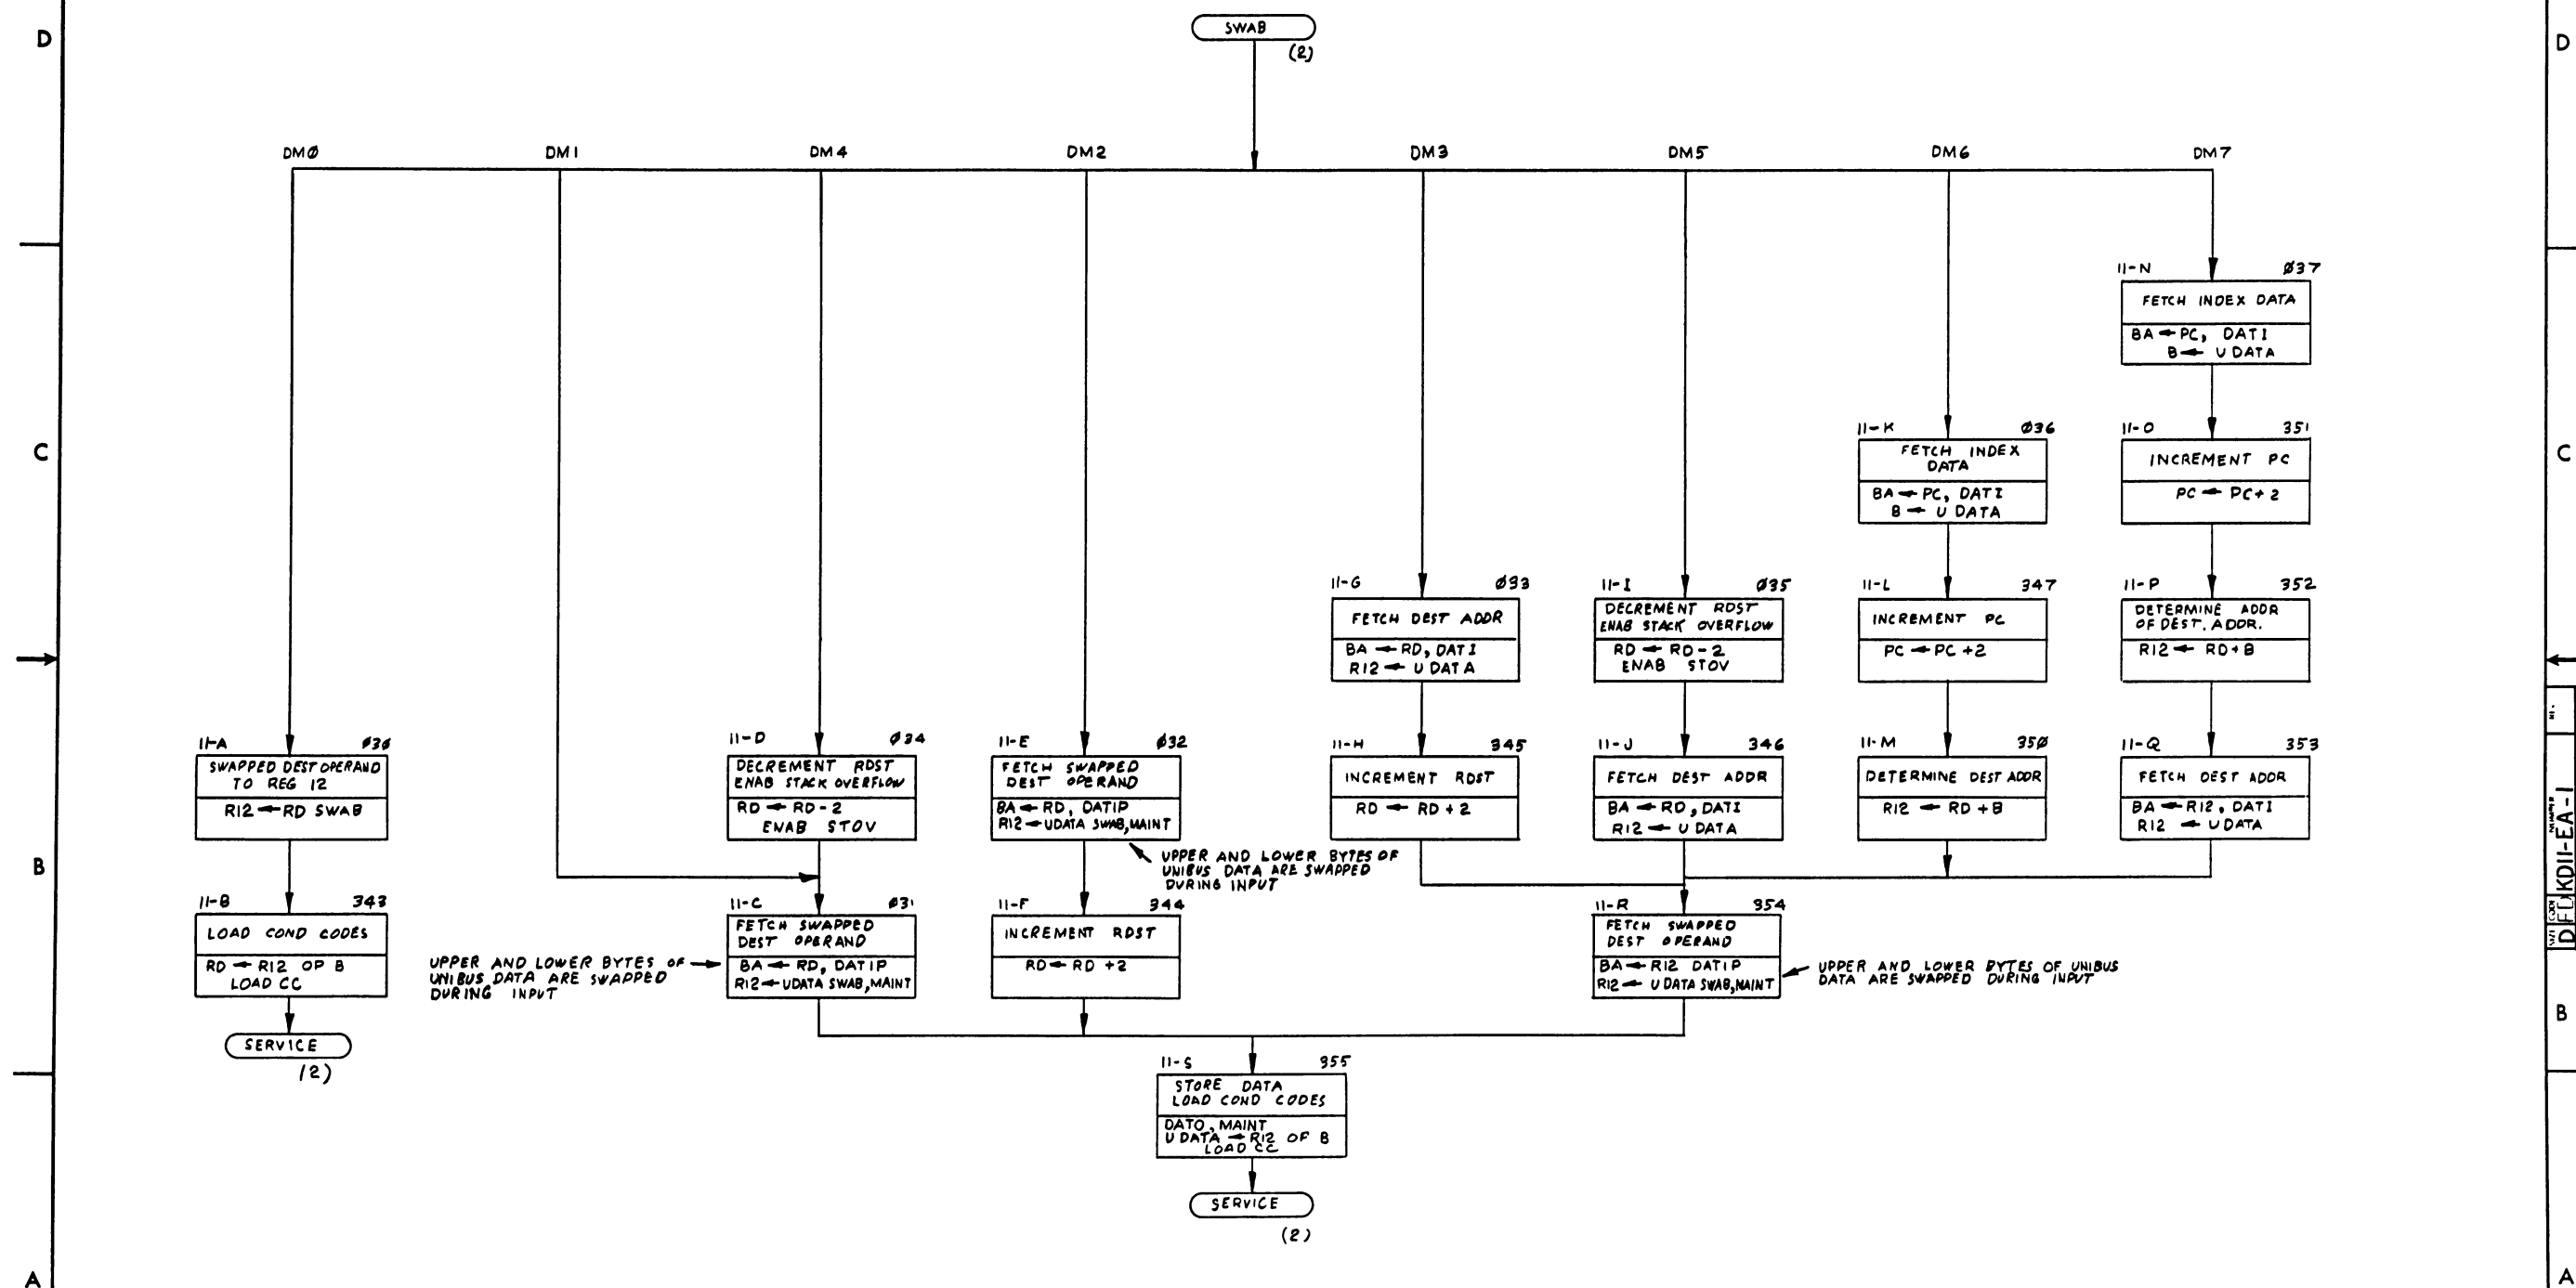 D
D
SWAB
(2)
DMØ
DM1
DM4
DM2
DM3
DM5
DM6
DM7
11-N Ø37
FETCH INDEX DATA
BA ← PC, DATI
B ← U DATA
C
C
11-K Ø36
FETCH INDEX
DATA
BA ← PC, DATI
B ← U DATA
11-O 351
INCREMENT PC
PC ← PC+2
11-G Ø33
FETCH DEST ADDR
BA ← RD, DATI
R12 ← U DATA
11-I Ø35
DECREMENT RDST
ENAB STACK OVERFLOW
RD ← RD-2
ENAB STOV
11-L 347
INCREMENT PC
PC ← PC+2
11-P 352
DETERMINE ADDR
OF DEST. ADDR.
R12 ← RD+B
11-A Ø3Ø
SWAPPED DEST OPERAND
TO REG 12
R12 ← RD SWAB
11-D Ø34
DECREMENT RDST
ENAB STACK OVERFLOW
RD ← RD-2
ENAB STOV
11-E Ø32
FETCH SWAPPED
DEST OPERAND
BA ← RD, DATIP
R12 ← UDATA SWAB,MAINT
11-H 345
INCREMENT RDST
RD ← RD+2
11-J 346
FETCH DEST ADDR
BA ← RD, DATI
R12 ← U DATA
11-M 35Ø
DETERMINE DEST ADDR
R12 ← RD+B
11-Q 353
FETCH DEST ADDR
BA ← R12, DATI
R12 ← UDATA
UPPER AND LOWER BYTES OF
UNIBUS DATA ARE SWAPPED
DURING INPUT
B
11-B 343
LOAD COND CODES
RD ← R12 OP B
LOAD CC
UPPER AND LOWER BYTES OF
UNIBUS DATA ARE SWAPPED
DURING INPUT
11-C Ø31
FETCH SWAPPED
DEST OPERAND
BA ← RD, DATIP
R12 ← UDATA SWAB,MAINT
11-F 344
INCREMENT RDST
RD ← RD +2
11-R 354
FETCH SWAPPED
DEST OPERAND
BA ← R12 DATIP
R12 ← U DATA SWAB,MAINT
UPPER AND LOWER BYTES OF UNIBUS
DATA ARE SWAPPED DURING INPUT
B
SERVICE
(2)
11-S 355
STORE DATA
LOAD COND CODES
DATO, MAINT
U DATA ← R12 OF B
LOAD CC
SERVICE
(2)
A
A
CODE
D FD
NUMBER
KD11-EA-1